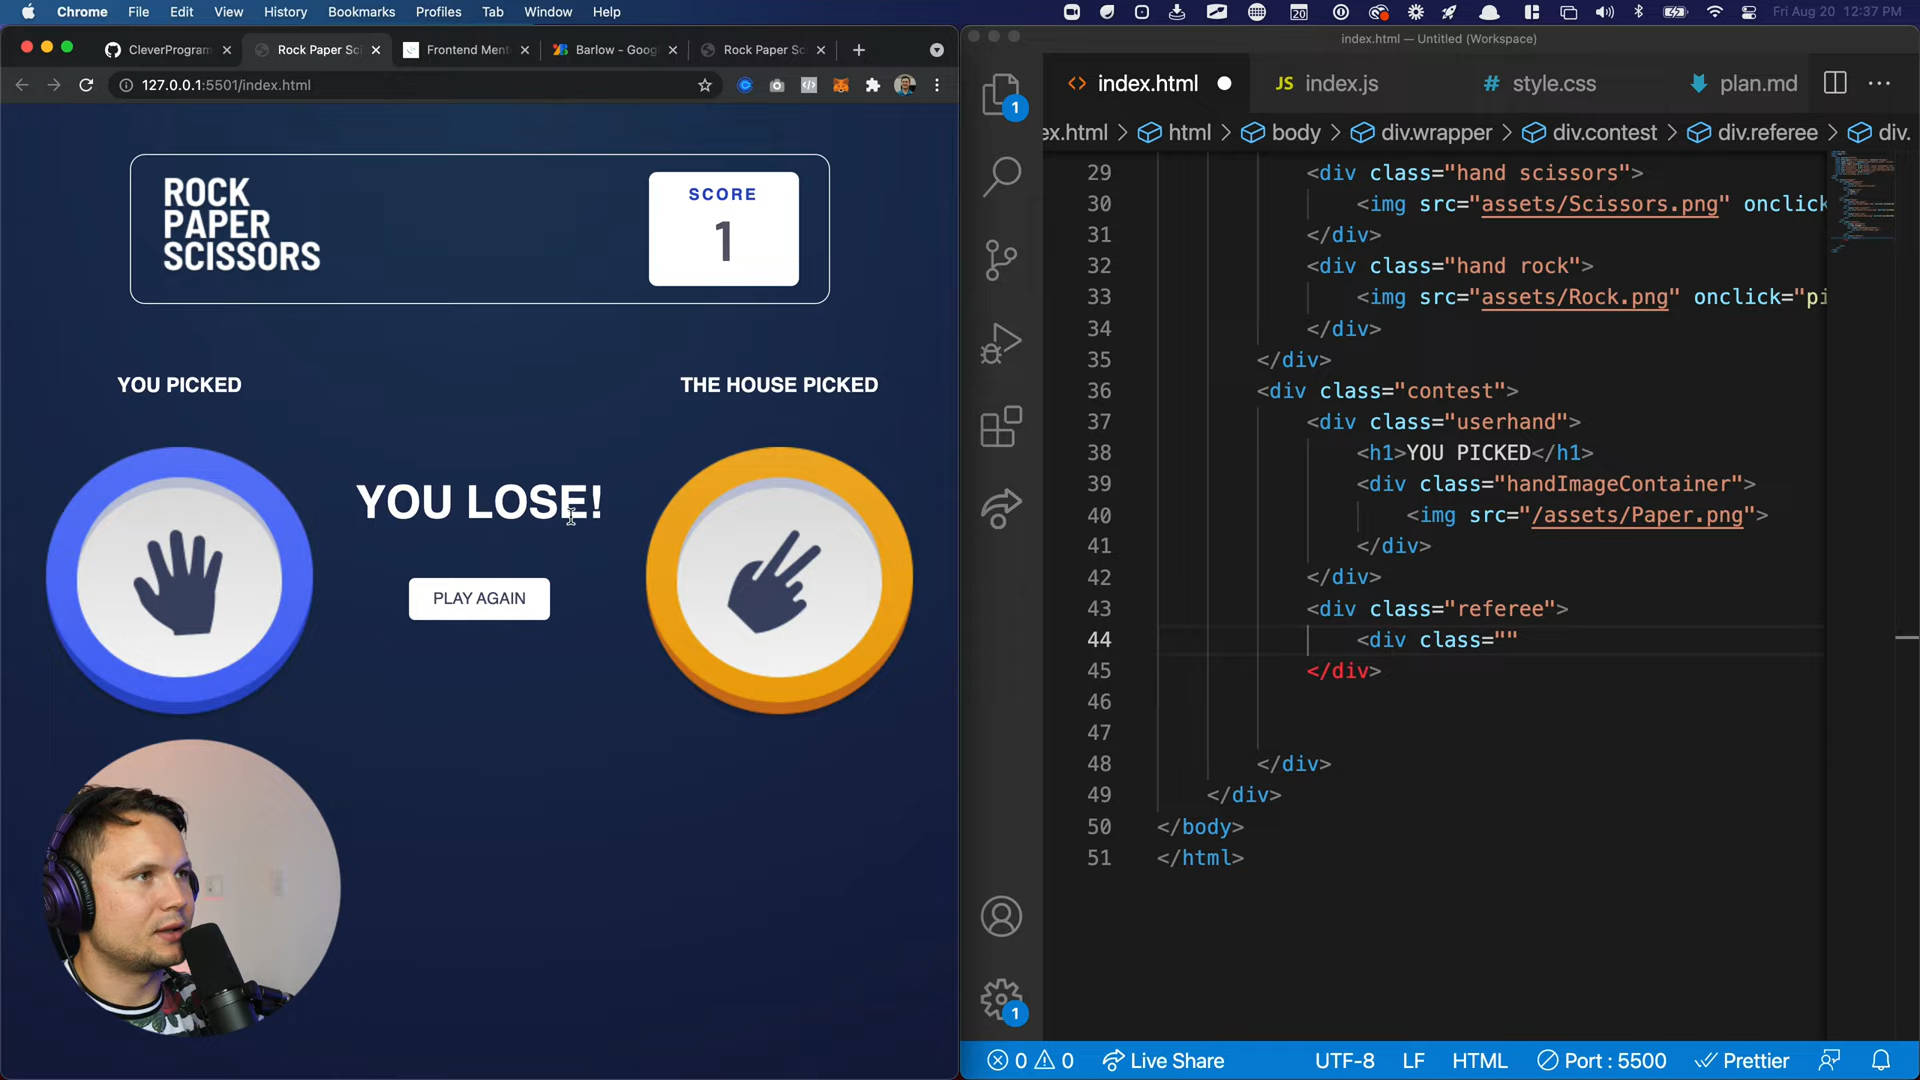 Chrome File Edit View History Bookmarks Profiles Tab Window Help
20 Fri Aug 20 12:37 PM
CleverProgram
Rock Paper Sci
Frontend Ment
Barlow - Goog
Rock Paper Sc
127.0.0.1:5501/index.html
ROCK
PAPER
SCISSORS
SCORE
1
YOU PICKED
THE HOUSE PICKED
YOU LOSE!
PLAY AGAIN
index.html — Untitled (Workspace)
index.html
JS index.js
# style.css
plan.md
ex.html > html > body > div.wrapper > div.contest > div.referee > div.
1
29 <div class="hand scissors">
30 <img src="assets/Scissors.png" onclick
31 </div>
32 <div class="hand rock">
33 <img src="assets/Rock.png" onclick="pi
34 </div>
35 </div>
36 <div class="contest">
37 <div class="userhand">
38 <h1>YOU PICKED</h1>
39 <div class="handImageContainer">
40 <img src="/assets/Paper.png">
41 </div>
42 </div>
43 <div class="referee">
44 <div class=""
45 </div>
46
47
48 </div>
49 </div>
50 </body>
51 </html>
1
0 0 Live Share UTF-8 LF HTML Port : 5500 Prettier